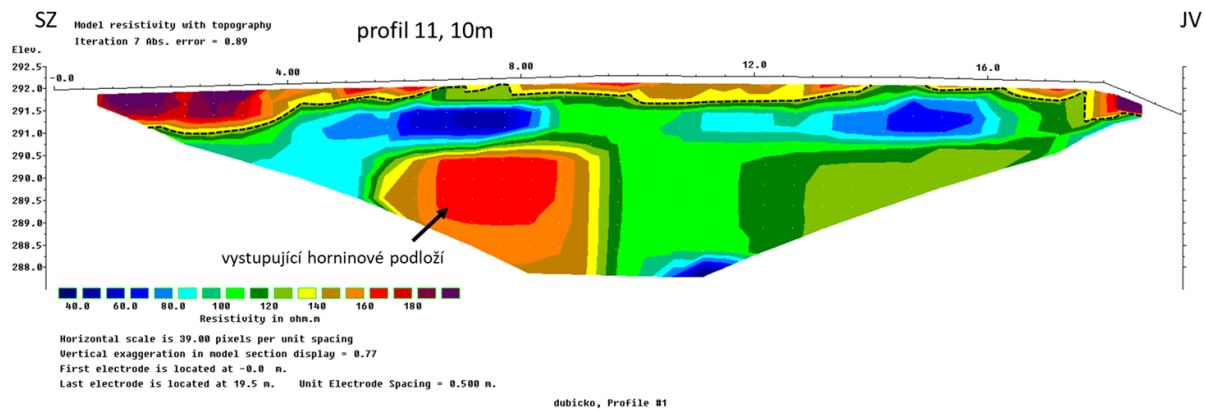 SZ
Model resistivity with topography
profil 11, 10m
JV
Iteration 7 Abs. error = 0.89
Elev.
-0.0 4.00 8.00 12.0 16.0
292.5
292.0
291.5
291.0
290.5
290.0
289.5
289.0
288.5
288.0
vystupující horninové podloží
40.0 60.0 80.0 100.0 120.0 140.0 160.0 180.0
Resistivity in ohm.m
Horizontal scale is 39.00 pixels per unit spacing
Vertical exaggeration in model section display = 0.77
First electrode is located at -0.0 m.
Last electrode is located at 19.5 m. Unit Electrode Spacing = 0.500 m.
dubicko, Profile #1